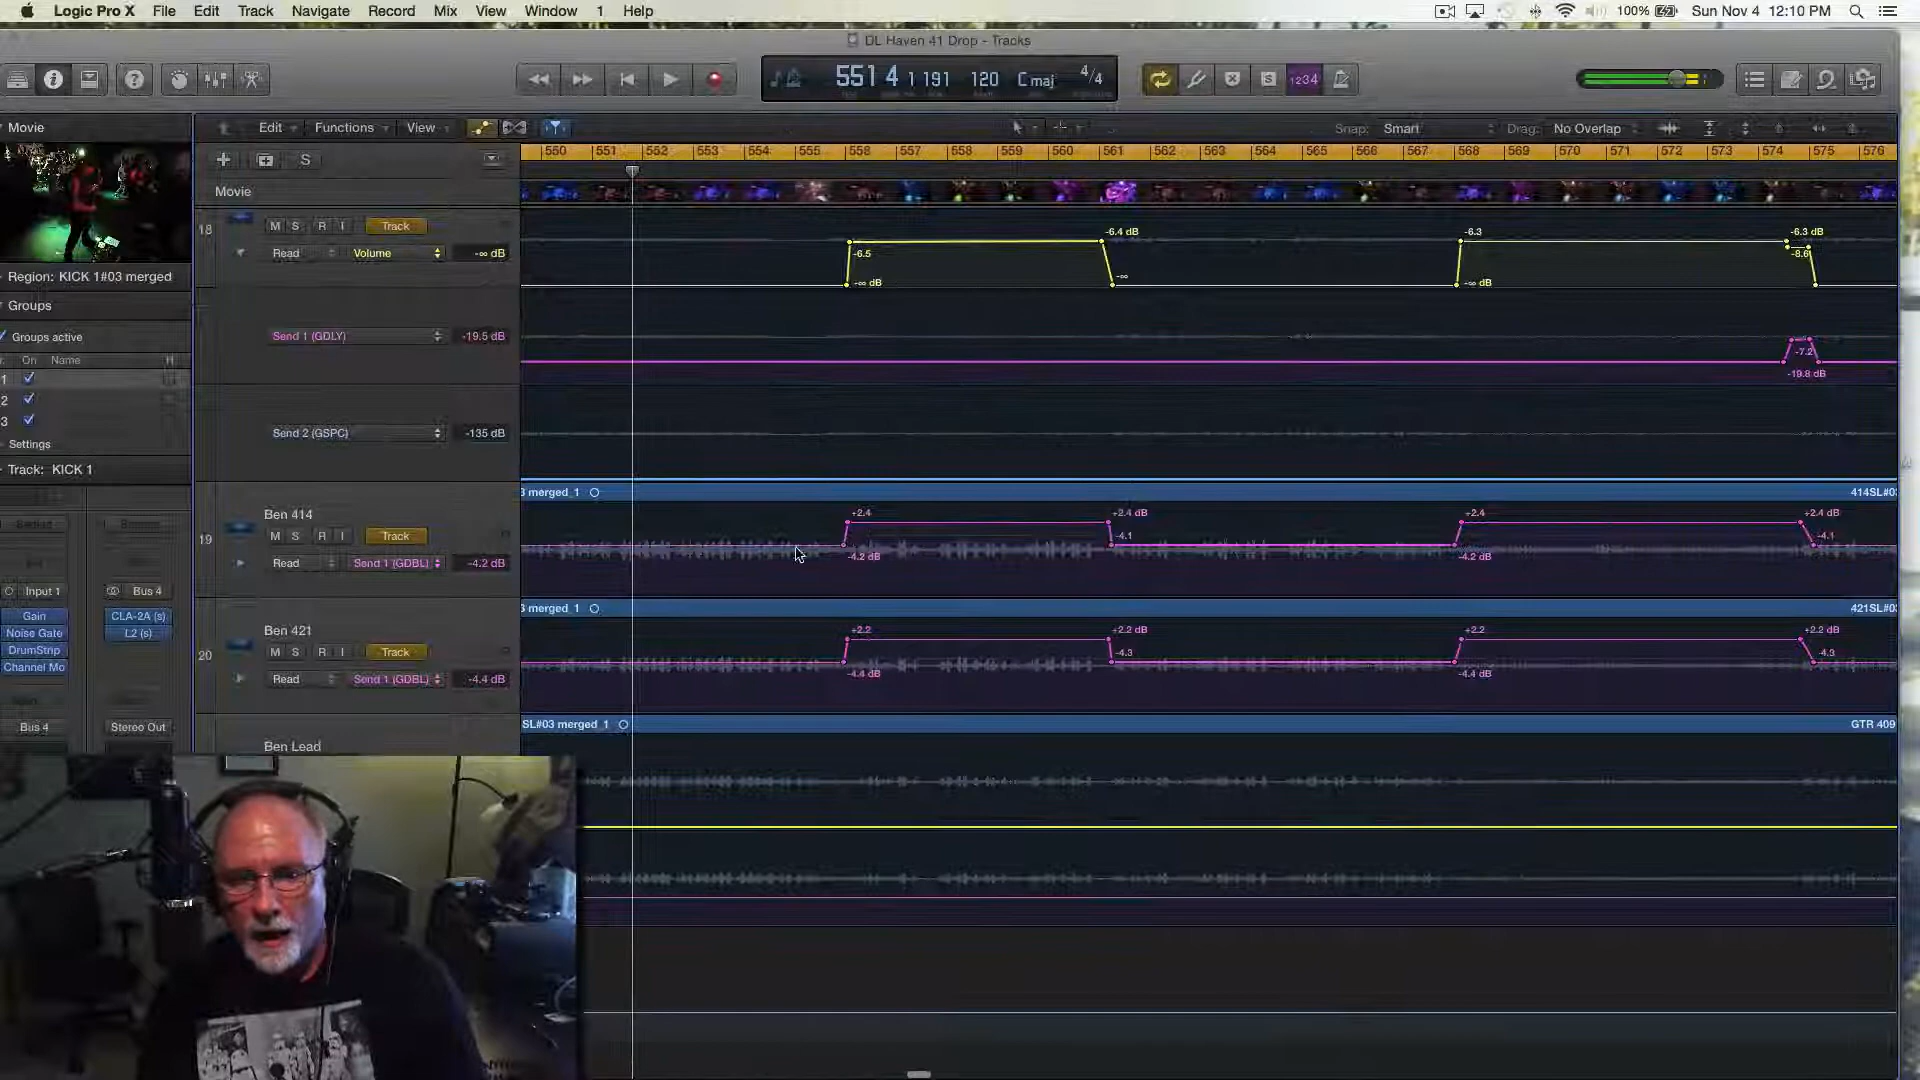 Logic Pro X File Edit Track Navigate Record Mix View Window 1 Help 100% Sun Nov 4 12:10 PM
DL Haven 41 Drop - Tracks
551 4 1 191 120 C maj 4/4 1234
Movie Edit Functions View Snap: Smart Drag: No Overlap
550 551 552 553 554 555 556 557 558 559 560 561 562 563 564 565 566 567 568 569 570 571 572 573 574 575 576
S
Movie
18 M S R I Track -6.4 dB -6.3 -6.3 dB
Read Volume -∞ dB -6.5 -8.6
-∞ -∞ dB -∞ dB
Region: KICK 1#03 merged
Groups
Groups active
On Name
1
2
3
Send 1 (GDLY) -19.5 dB -7.2
-19.8 dB
Send 2 (GSPC) -135 dB
Settings
Track: KICK 1
3 merged_1 414SL#03
Ben 414 +2.4 +2.4 dB +2.4 +2.4 dB
19 M S R I Track -4.1 -4.1
Read Send 1 (GDBL) -4.2 dB -4.2 dB -4.2 dB
Input 1 Bus 4
3 merged_1 421SL#03
Gain CLA-2A (s)
Noise Gate L2 (s)
DrumStrip
Channel Mo
Ben 421 +2.2 +2.2 dB +2.2 +2.2 dB
20 M S R I Track -4.3 -4.3
Read Send 1 (GDBL) -4.4 dB -4.4 dB -4.4 dB
Bus 4 Stereo Out
SL#03 merged_1 GTR 409
Ben Lead